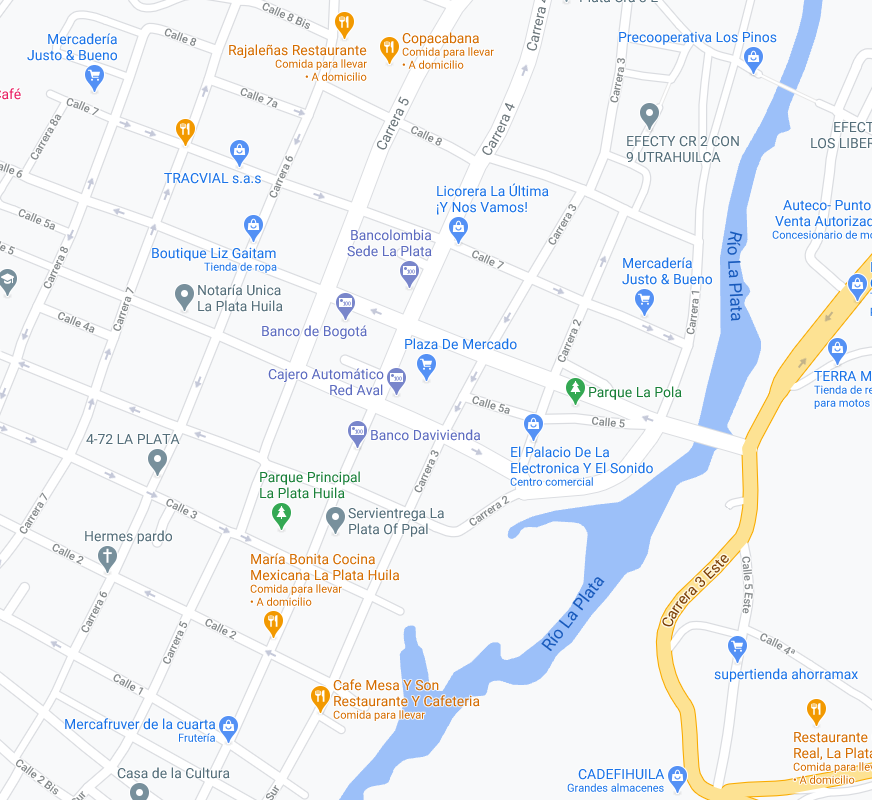 Calle 8 Bis
Calle 8
Mercadería
Justo & Bueno
Rajaleñas Restaurante
Comida para llevar
• A domicilio
Copacabana
Comida para llevar
• A domicilio
Carrera 4
Precooperativa Los Pinos
Carrera 3
Café
Calle 7
Calle 7a
Carrera 5
Carrera 4
Calle 8
EFECTY CR 2 CON
9 UTRAHUILCA
EFECT
LOS LIBER
Carrera 8a
TRACVIAL s.a.s
Carrera 6
Calle 6
Calle 5a
Licorera La Última
¡Y Nos Vamos!
Carrera 3
Auteco- Punto
Venta Autorizad
Concesionario de mo
Bancolombia
Sede La Plata
Boutique Liz Gaitam
Tienda de ropa
Calle 7
Río La Plata
Carrera 8
Mercadería
Justo & Bueno
Notaría Unica
La Plata Huila
Carrera 7
Calle 4a
Banco de Bogotá
Carrera 1
Carrera 2
Plaza De Mercado
Cajero Automático
Red Aval
Parque La Pola
TERRA M
Tienda de re
para motos
Calle 5a
Calle 5
4-72 LA PLATA
Banco Davivienda
El Palacio De La
Electronica Y El Sonido
Centro comercial
Carrera 3
Parque Principal
La Plata Huila
Calle 3
Carrera 7
Servientrega La
Plata Of Ppal
Carrera 2
Hermes pardo
Calle 2
María Bonita Cocina
Mexicana La Plata Huila
Comida para llevar
• A domicilio
Carrera 3 Este
Calle 5 Este
Río La Plata
Carrera 6
Carrera 5
Calle 2
Calle 4ª
supertienda ahorramax
Calle 1
Cafe Mesa Y Son
Restaurante Y Cafeteria
Comida para llevar
Mercafruver de la cuarta
Frutería
Restaurante
Real, La Plata
Comida para llev
• A domicilio
Casa de la Cultura
CADEFIHUILA
Grandes almacenes
Calle 2 Bis
Sur